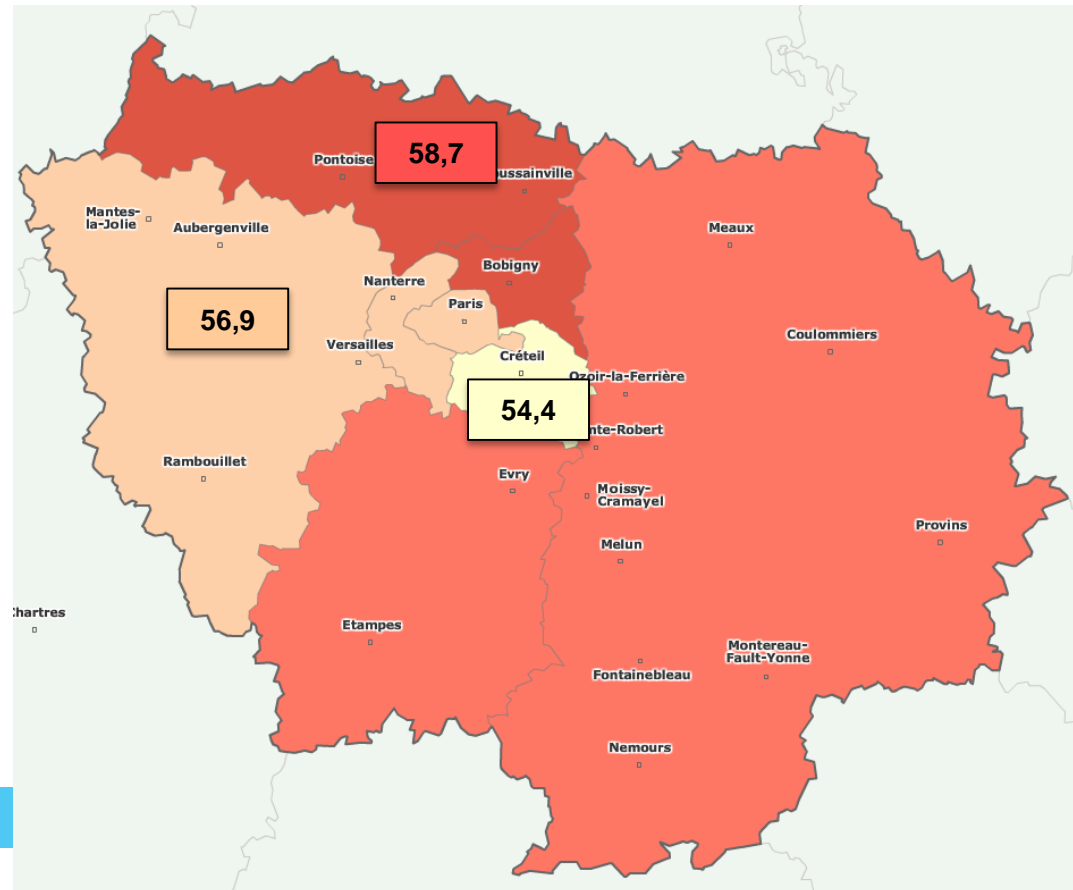 58,7
Pontoise
oussainville
Mantes-
la-Jolie
Aubergenville
Meaux
Bobigny
Nanterre
Paris
56,9
Versailles
Coulommiers
Créteil
Ozoir-la-Ferrière
54,4
nte-Robert
Rambouillet
Evry
Moissy-
Cramayel
Provins
Melun
hartres
Etampes
Montereau-
Fault-Yonne
Fontainebleau
Nemours